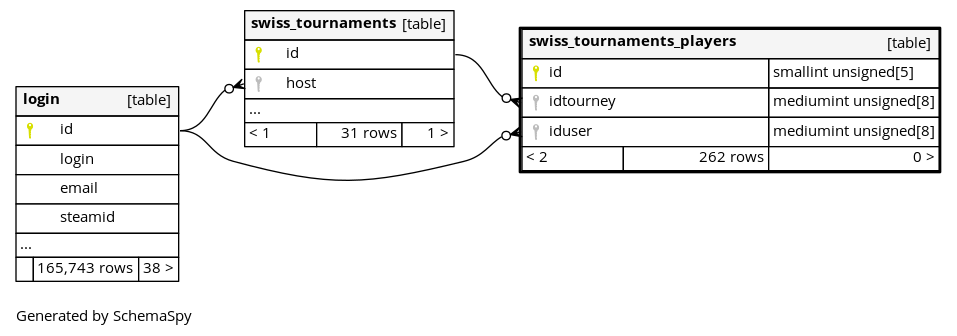 login [table]
id
login
email
steamid
...
165,743 rows 38 >
swiss_tournaments [table]
id
host
...
< 1 31 rows 1 >
swiss_tournaments_players [table]
id smallint unsigned[5]
idtourney mediumint unsigned[8]
iduser mediumint unsigned[8]
< 2 262 rows 0 >
Generated by SchemaSpy